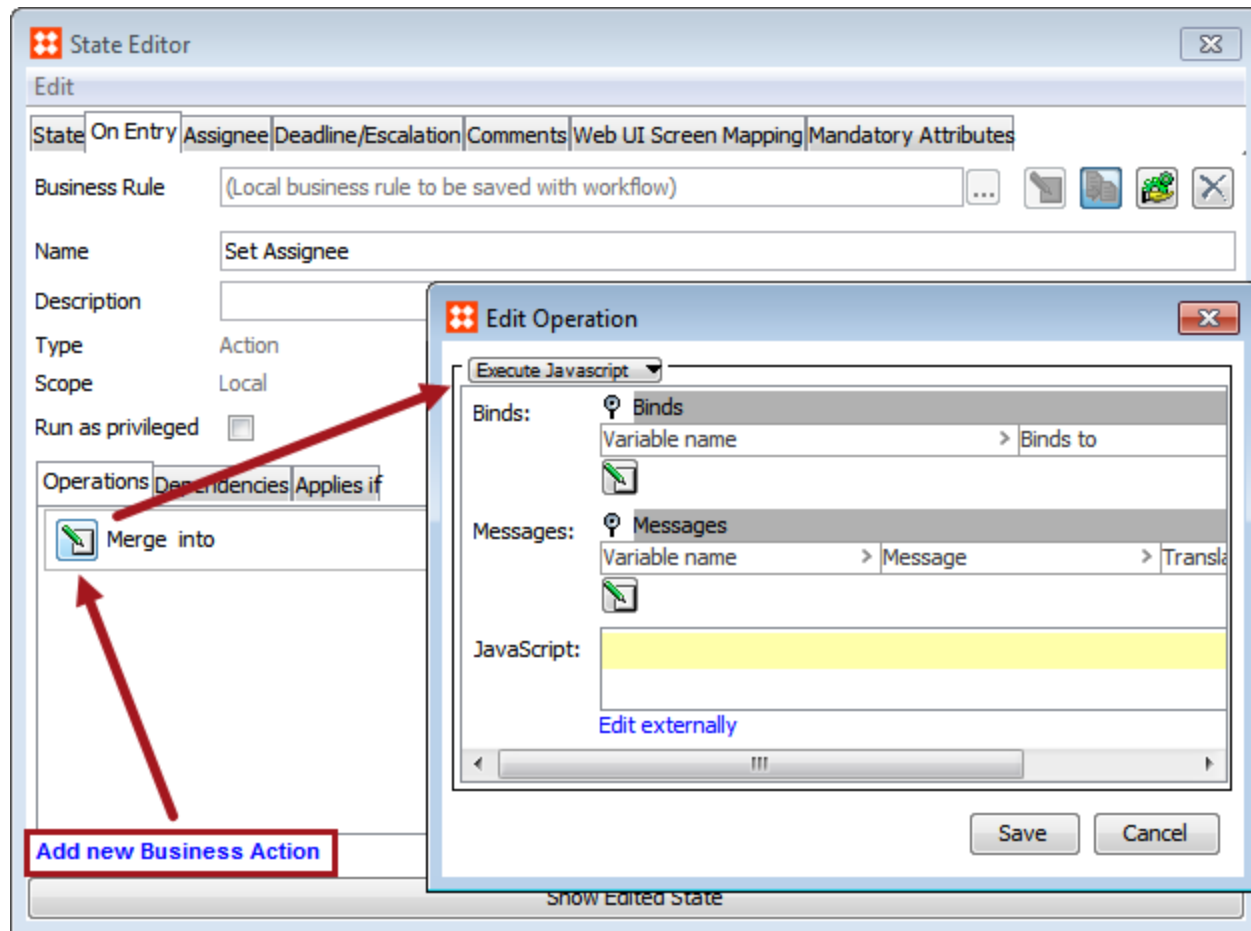 State Editor
Edit
State On Entry Assignee Deadline/Escalation Comments Web UI Screen Mapping Mandatory Attributes
Business Rule (Local business rule to be saved with workflow) ...
Name Set Assignee
Description
Type Action
Scope Local
Run as privileged
Operations Dependencies Applies if
Merge into
Add new Business Action
Show Edited State
Edit Operation
Execute Javascript
Binds: Binds
Variable name > Binds to
Messages: Messages
Variable name > Message > Transla
JavaScript:
Edit externally
Save Cancel